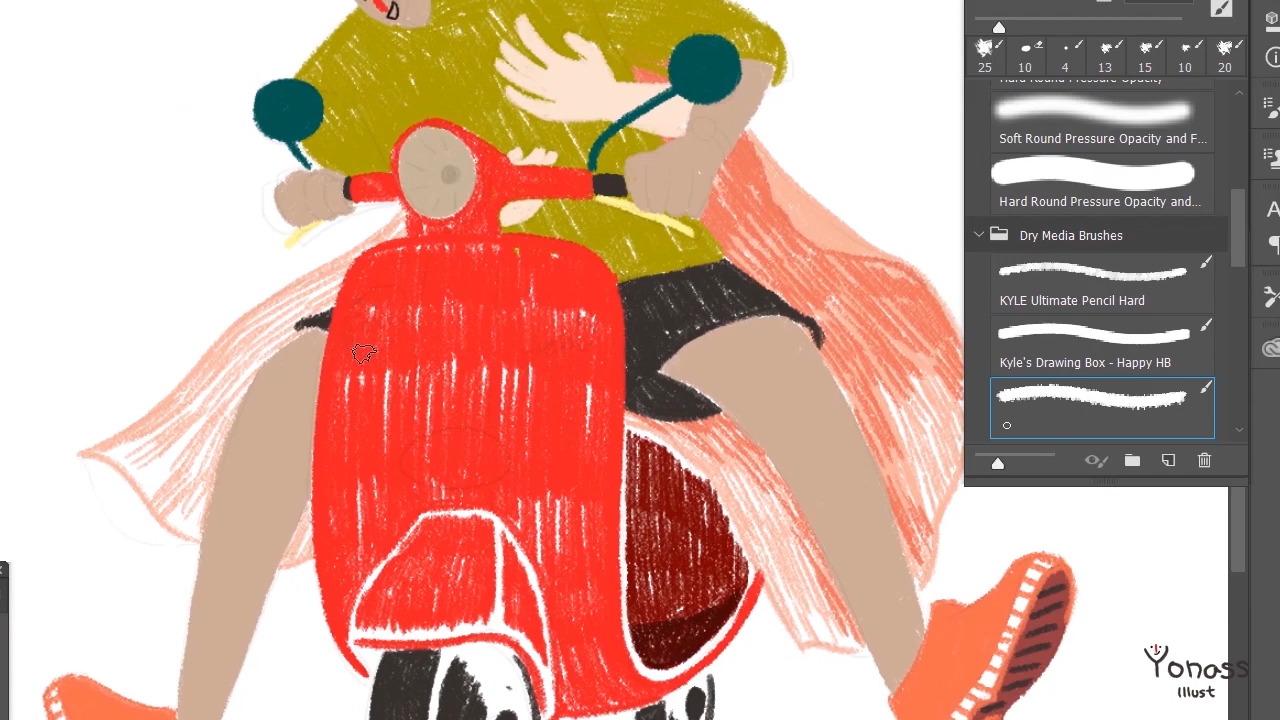 25 10 4 13 15 10 20
Hard Round Pressure Opacity
Soft Round Pressure Opacity and F...
Hard Round Pressure Opacity and...
Dry Media Brushes
KYLE Ultimate Pencil Hard
Kyle's Drawing Box - Happy HB
Yonass
Illust